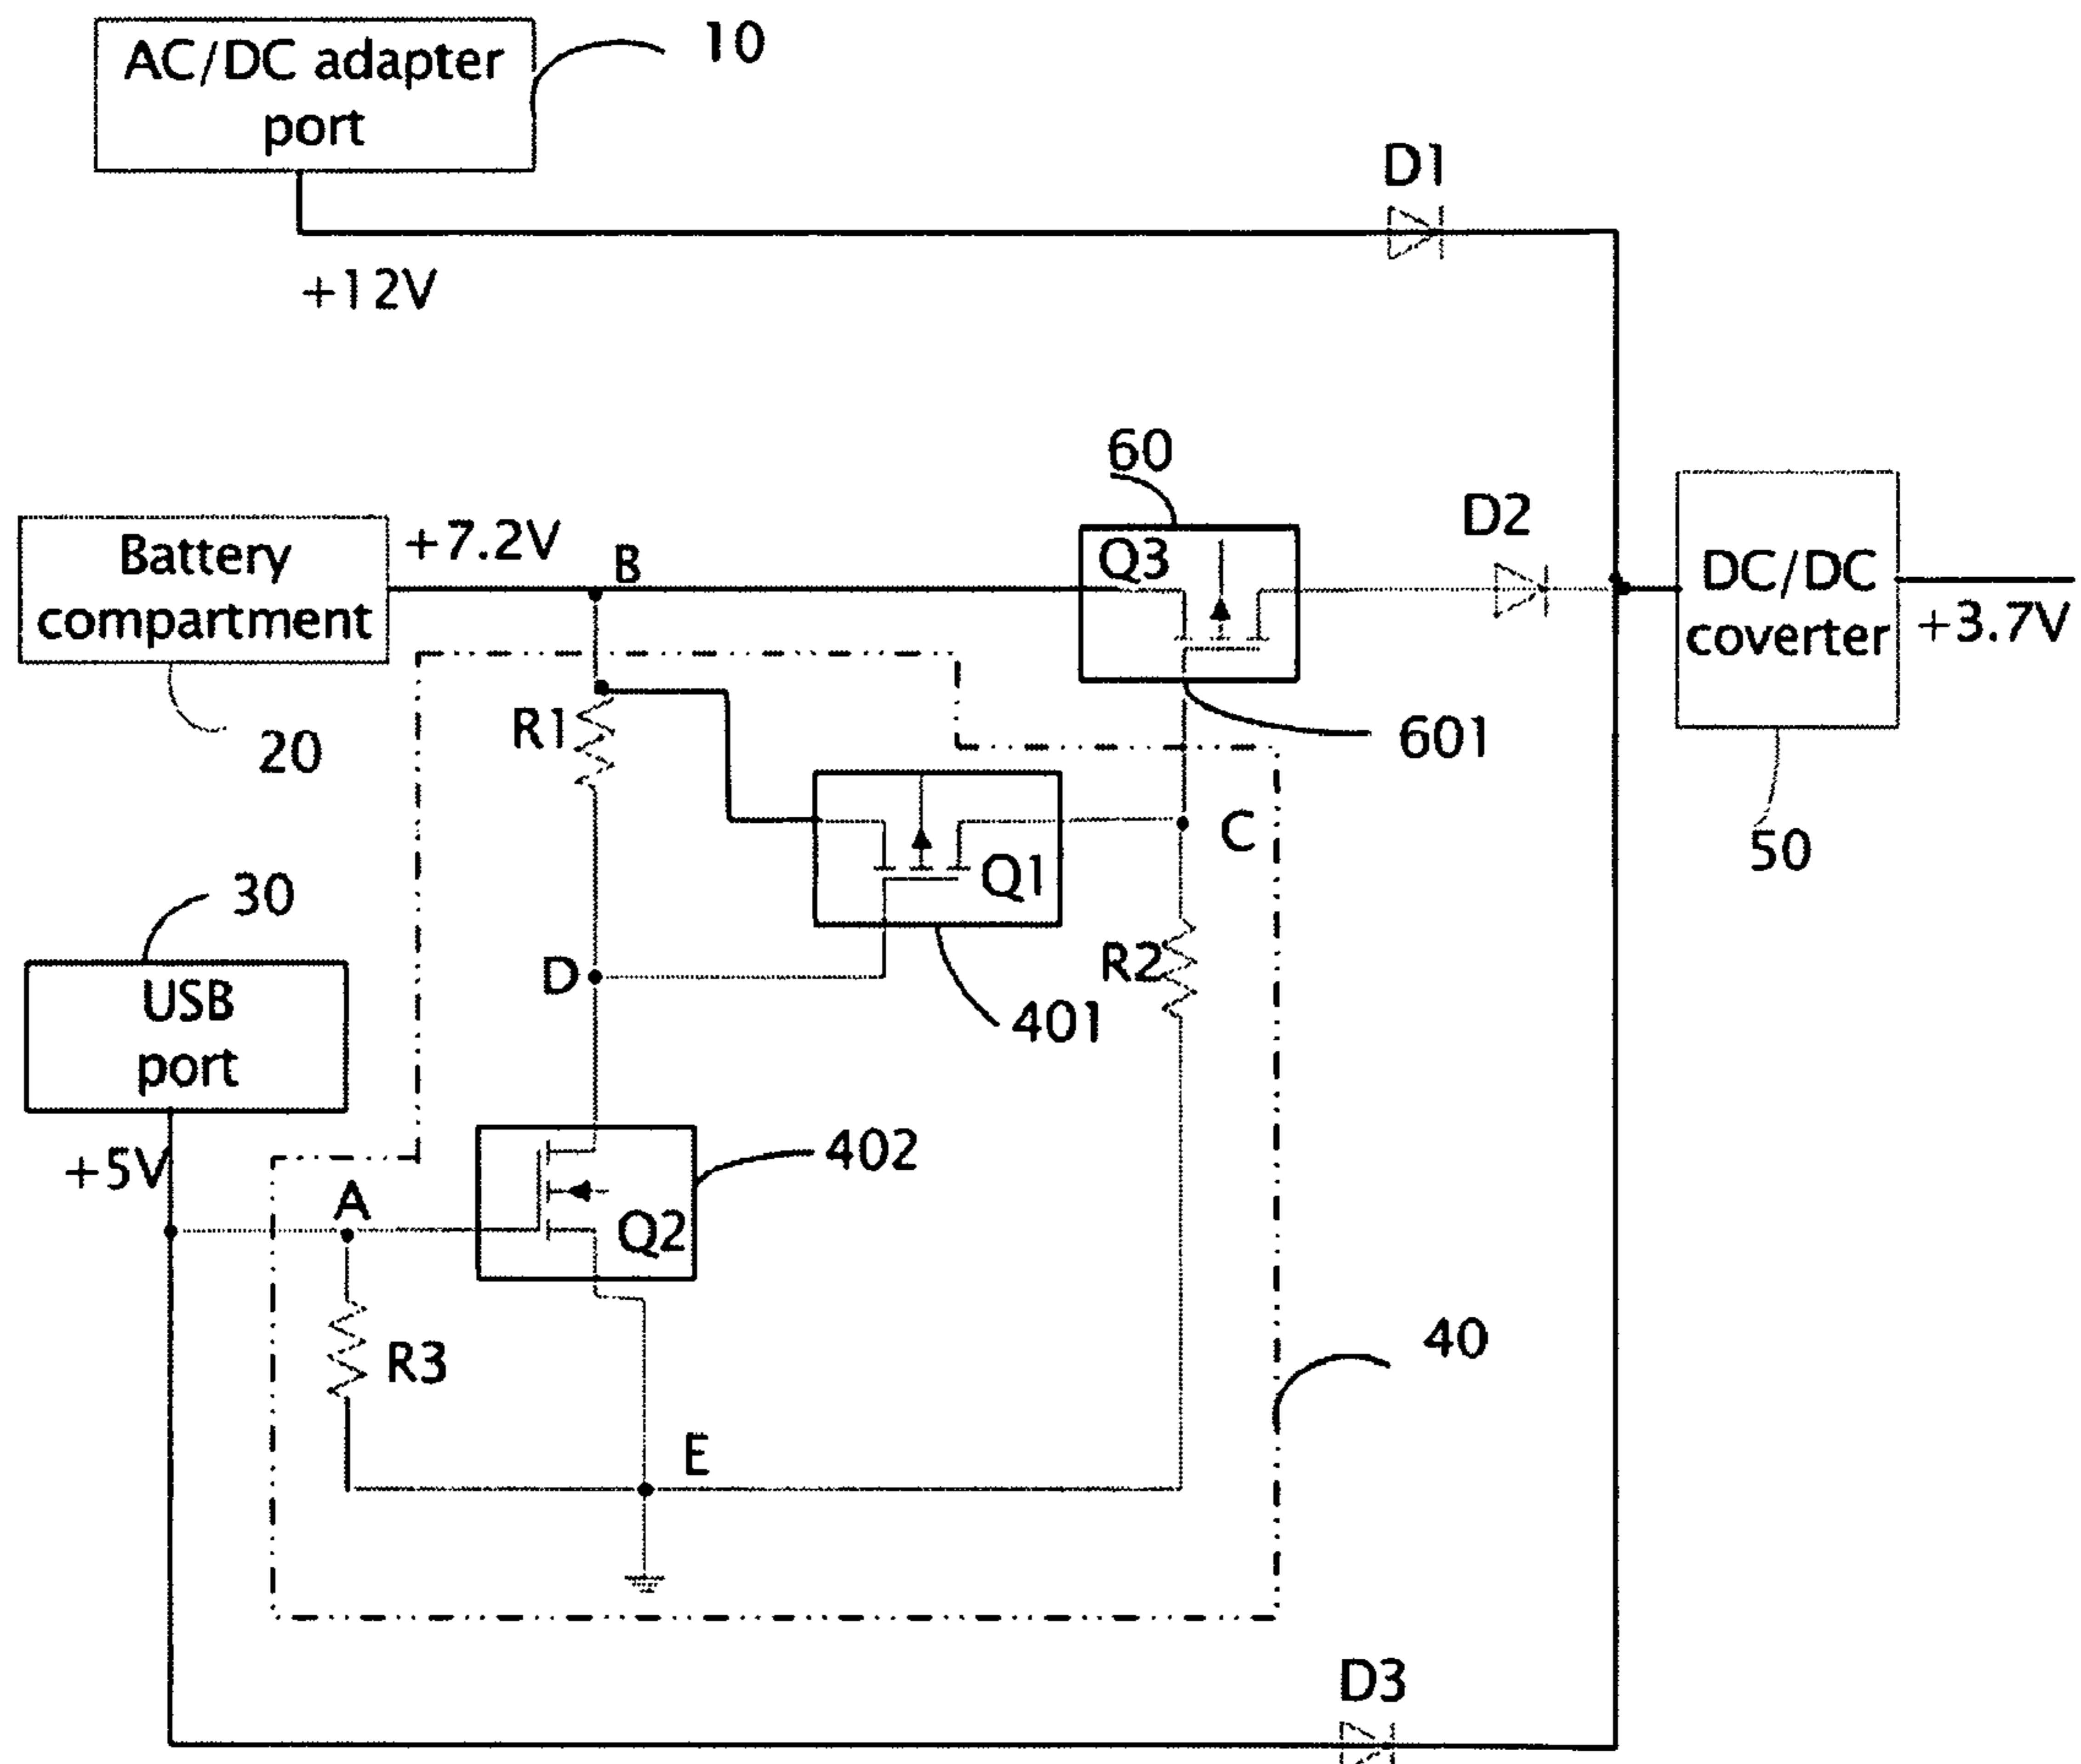 AC/DC adapter
port
10
D1
+12V
60
D2
Battery
compartment
+7.2V
B
Q3
DC/DC
coverter
+3.7V
R1
601
20
C
50
Q1
30
D
R2
401
USB
port
+5V
402
A
Q2
R3
40
E
D3